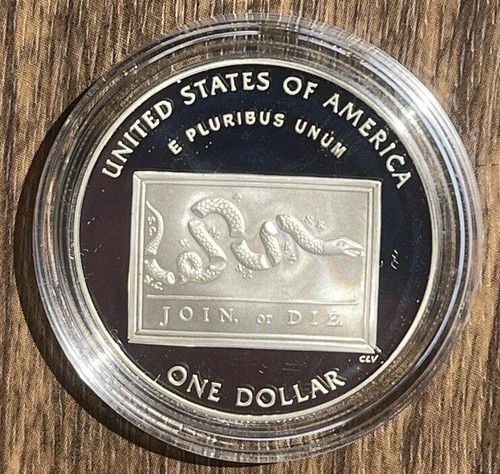 UNITED STATES OF AMERICA
E PLURIBUS UNUM
JOIN, or DIE
CLV
ONE DOLLAR